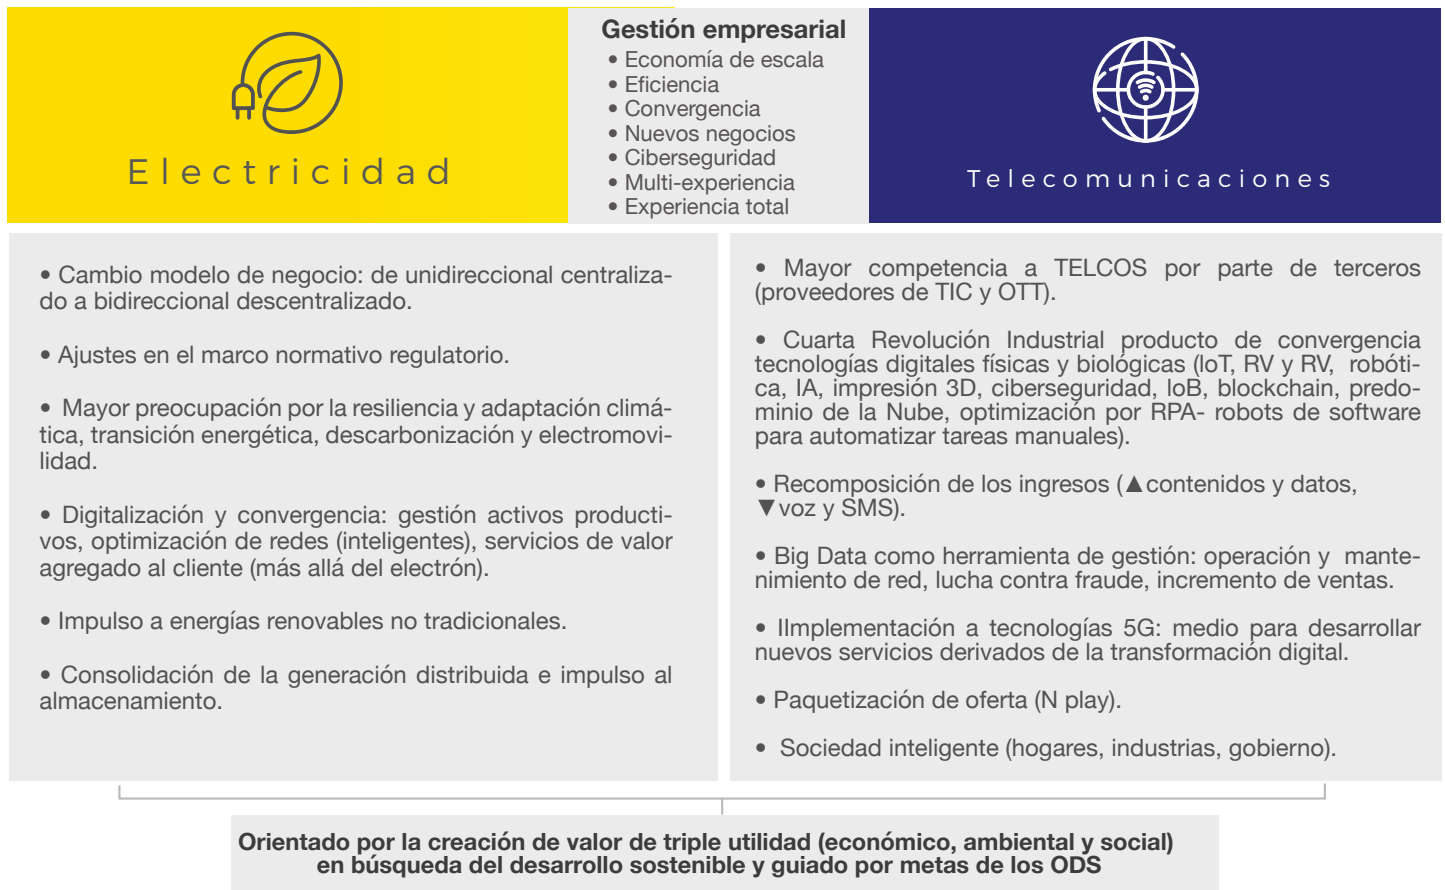 Electricidad
Gestión empresarial
• Economía de escala
• Eficiencia
• Convergencia
• Nuevos negocios
• Ciberseguridad
• Multi-experiencia
• Experiencia total
Telecomunicaciones
• Cambio modelo de negocio: de unidireccional centraliza-
do a bidireccional descentralizado.
• Ajustes en el marco normativo regulatorio.
• Mayor preocupación por la resiliencia y adaptación climá-
tica, transición energética, descarbonización y electromovi-
lidad.
• Digitalización y convergencia: gestión activos producti-
vos, optimización de redes (inteligentes), servicios de valor
agregado al cliente (más allá del electrón).
• Impulso a energías renovables no tradicionales.
• Consolidación de la generación distribuida e impulso al
almacenamiento.
• Mayor competencia a TELCOS por parte de terceros
(proveedores de TIC y OTT).
• Cuarta Revolución Industrial producto de convergencia
tecnologías digitales físicas y biológicas (IoT, RV y RV, robóti-
ca, IA, impresión 3D, ciberseguridad, IoB, blockchain, predo-
minio de la Nube, optimización por RPA- robots de software
para automatizar tareas manuales).
• Recomposición de los ingresos (▲contenidos y datos,
▼voz y SMS).
• Big Data como herramienta de gestión: operación y mante-
nimiento de red, lucha contra fraude, incremento de ventas.
• IImplementación a tecnologías 5G: medio para desarrollar
nuevos servicios derivados de la transformación digital.
• Paquetización de oferta (N play).
• Sociedad inteligente (hogares, industrias, gobierno).
Orientado por la creación de valor de triple utilidad (económico, ambiental y social)
en búsqueda del desarrollo sostenible y guiado por metas de los ODS